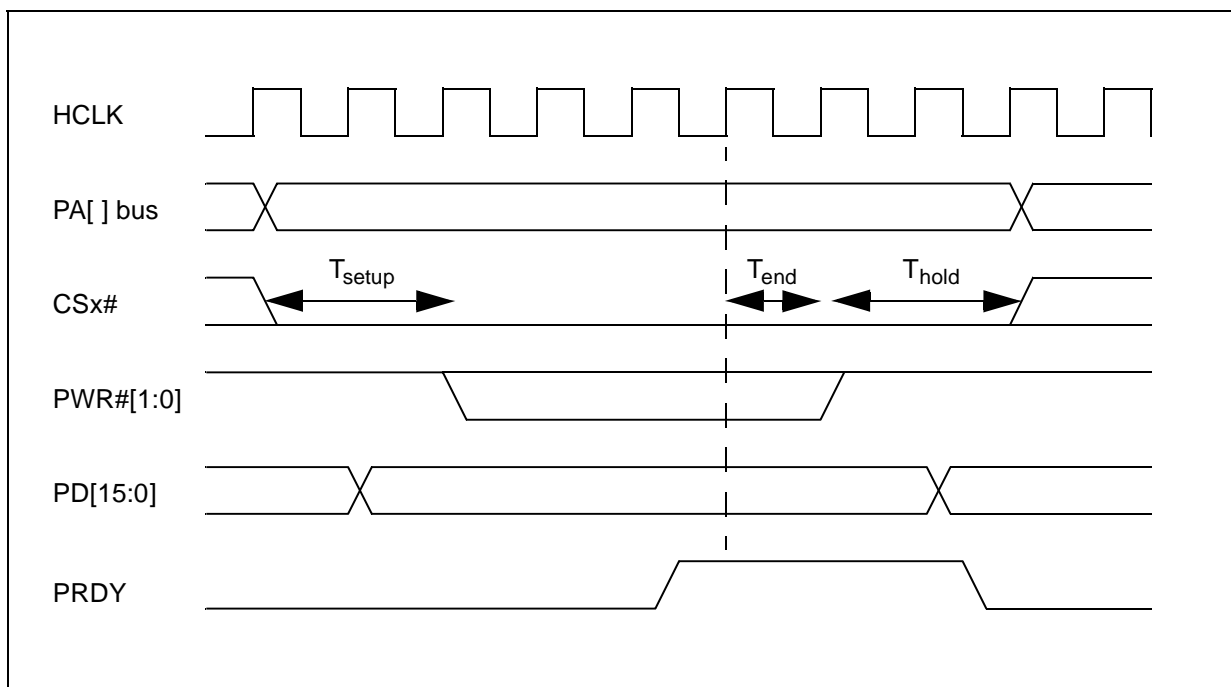 HCLK
PA[ ] bus
CSx#
Tsetup
Tend
Thold
PWR#[1:0]
PD[15:0]
PRDY